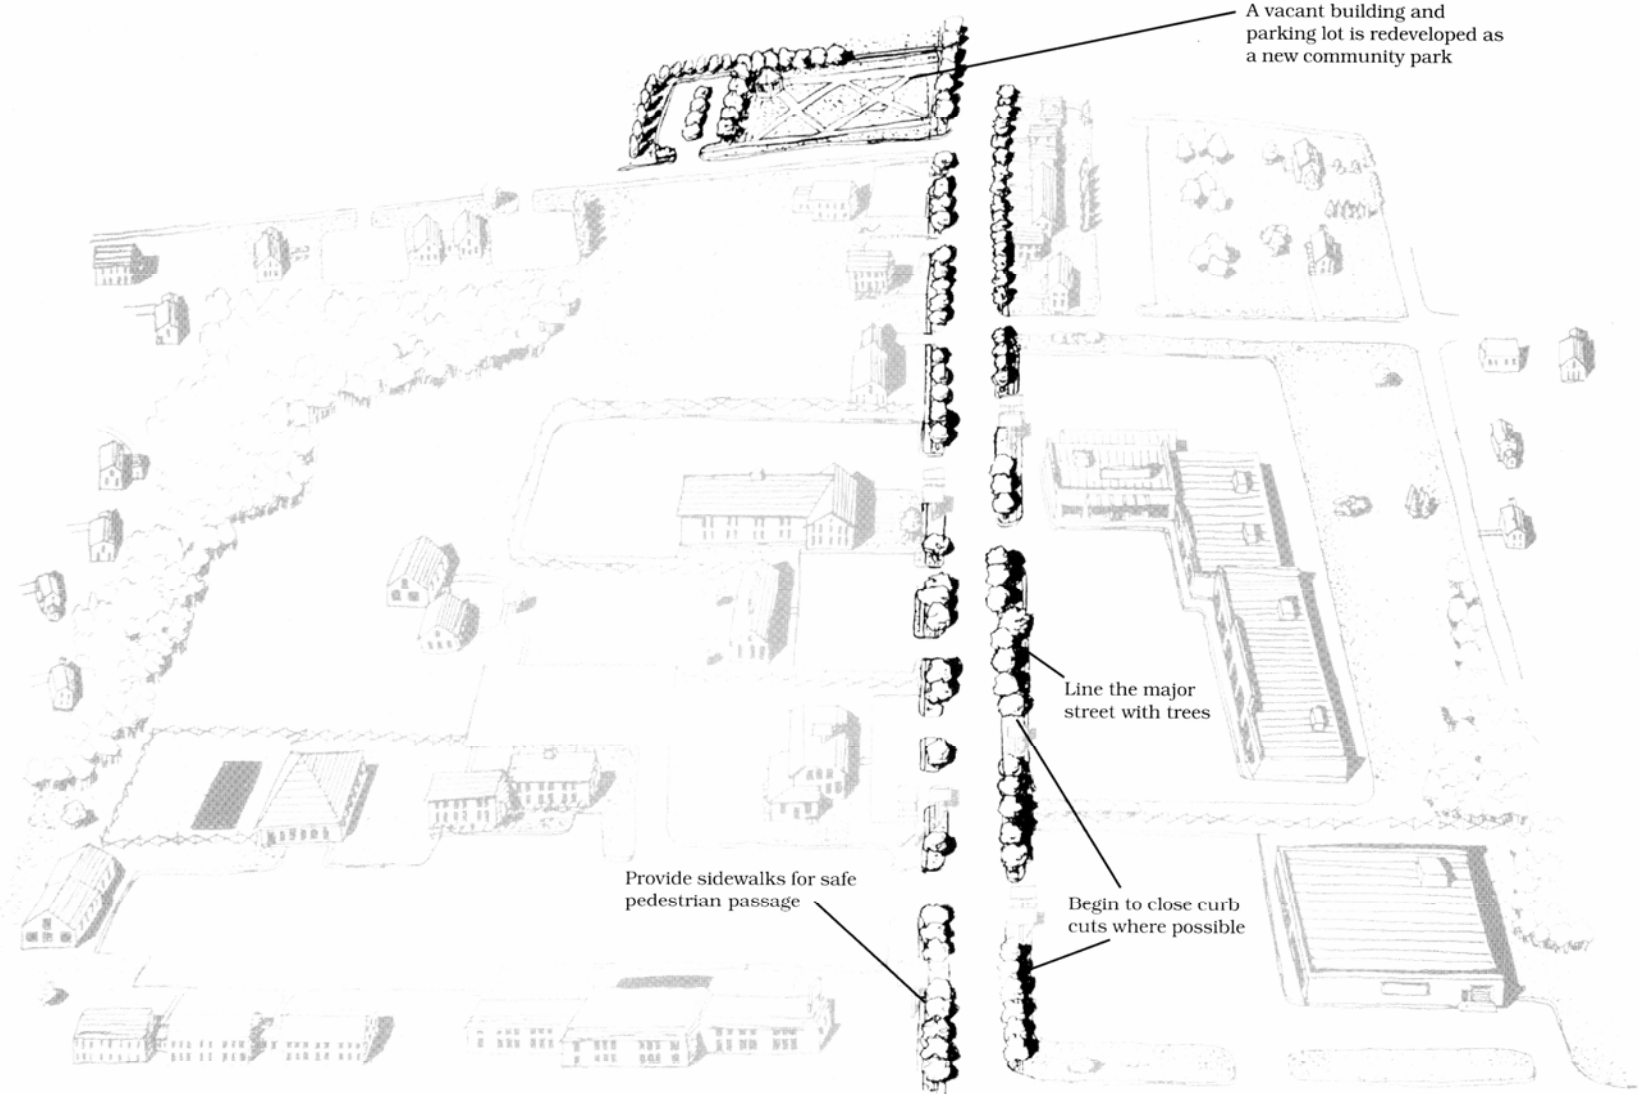 A vacant building and
parking lot is redeveloped as
a new community park
Line the major
street with trees
Provide sidewalks for safe
pedestrian passage
Begin to close curb
cuts where possible